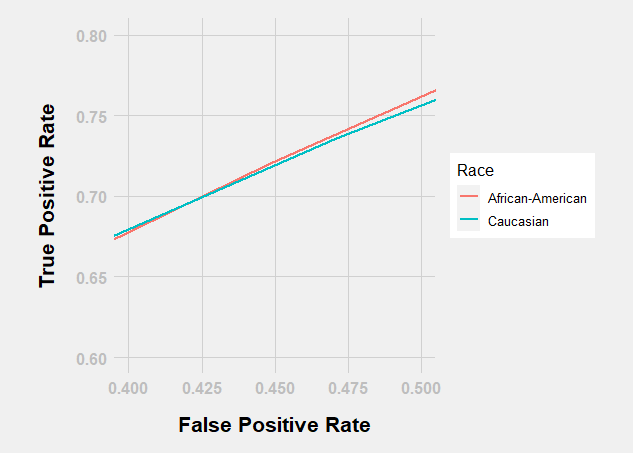 0.80
0.75
0.70
0.65
0.60
True Positive Rate
0.400 0.425 0.450 0.475 0.500
False Positive Rate
Race
African-American
Caucasian